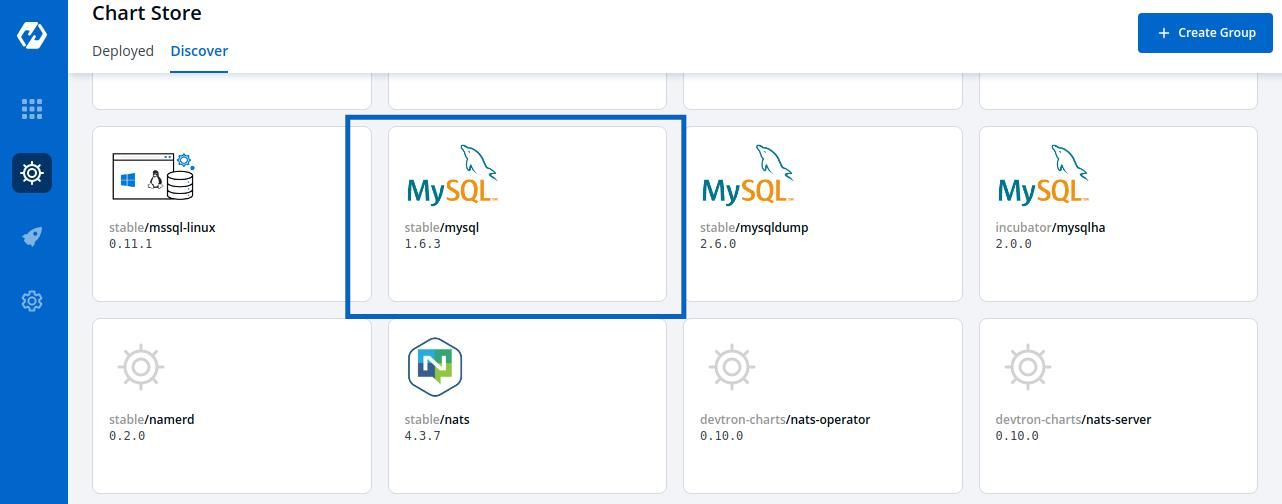 Chart Store
Deployed Discover
+ Create Group
stable/mssql-linux
0.11.1
MySQL
stable/mysql
1.6.3
MySQL
stable/mysqldump
2.6.0
MySQL
incubator/mysqlha
2.0.0
stable/namerd
0.2.0
N
stable/nats
4.3.7
devtron-charts/nats-operator
0.10.0
devtron-charts/nats-server
0.10.0